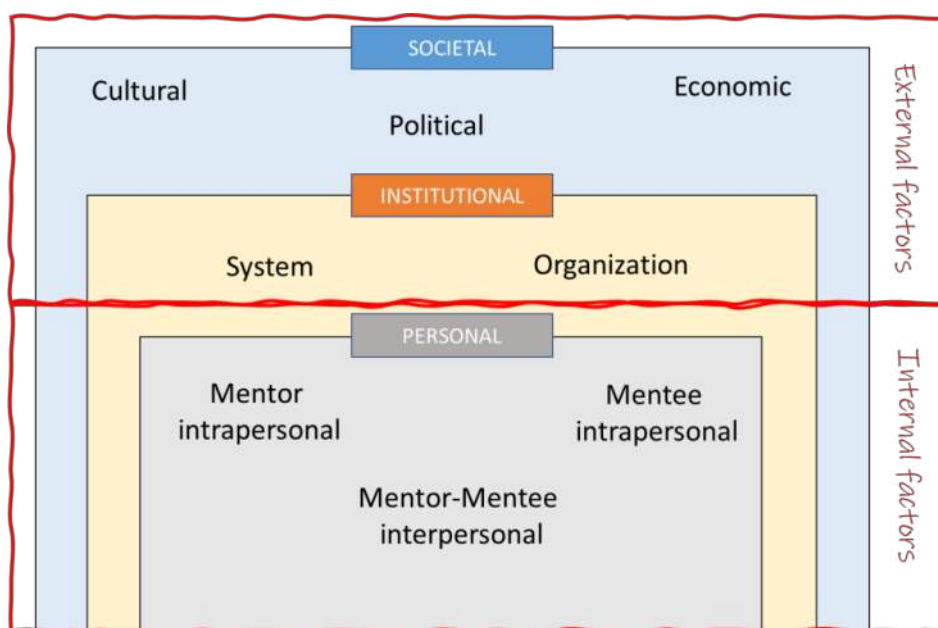 SOCIETAL
Cultural
Economic
Political
INSTITUTIONAL
System
Organization
External factors
PERSONAL
Mentor
intrapersonal
Mentee
intrapersonal
Mentor-Mentee
interpersonal
Internal factors